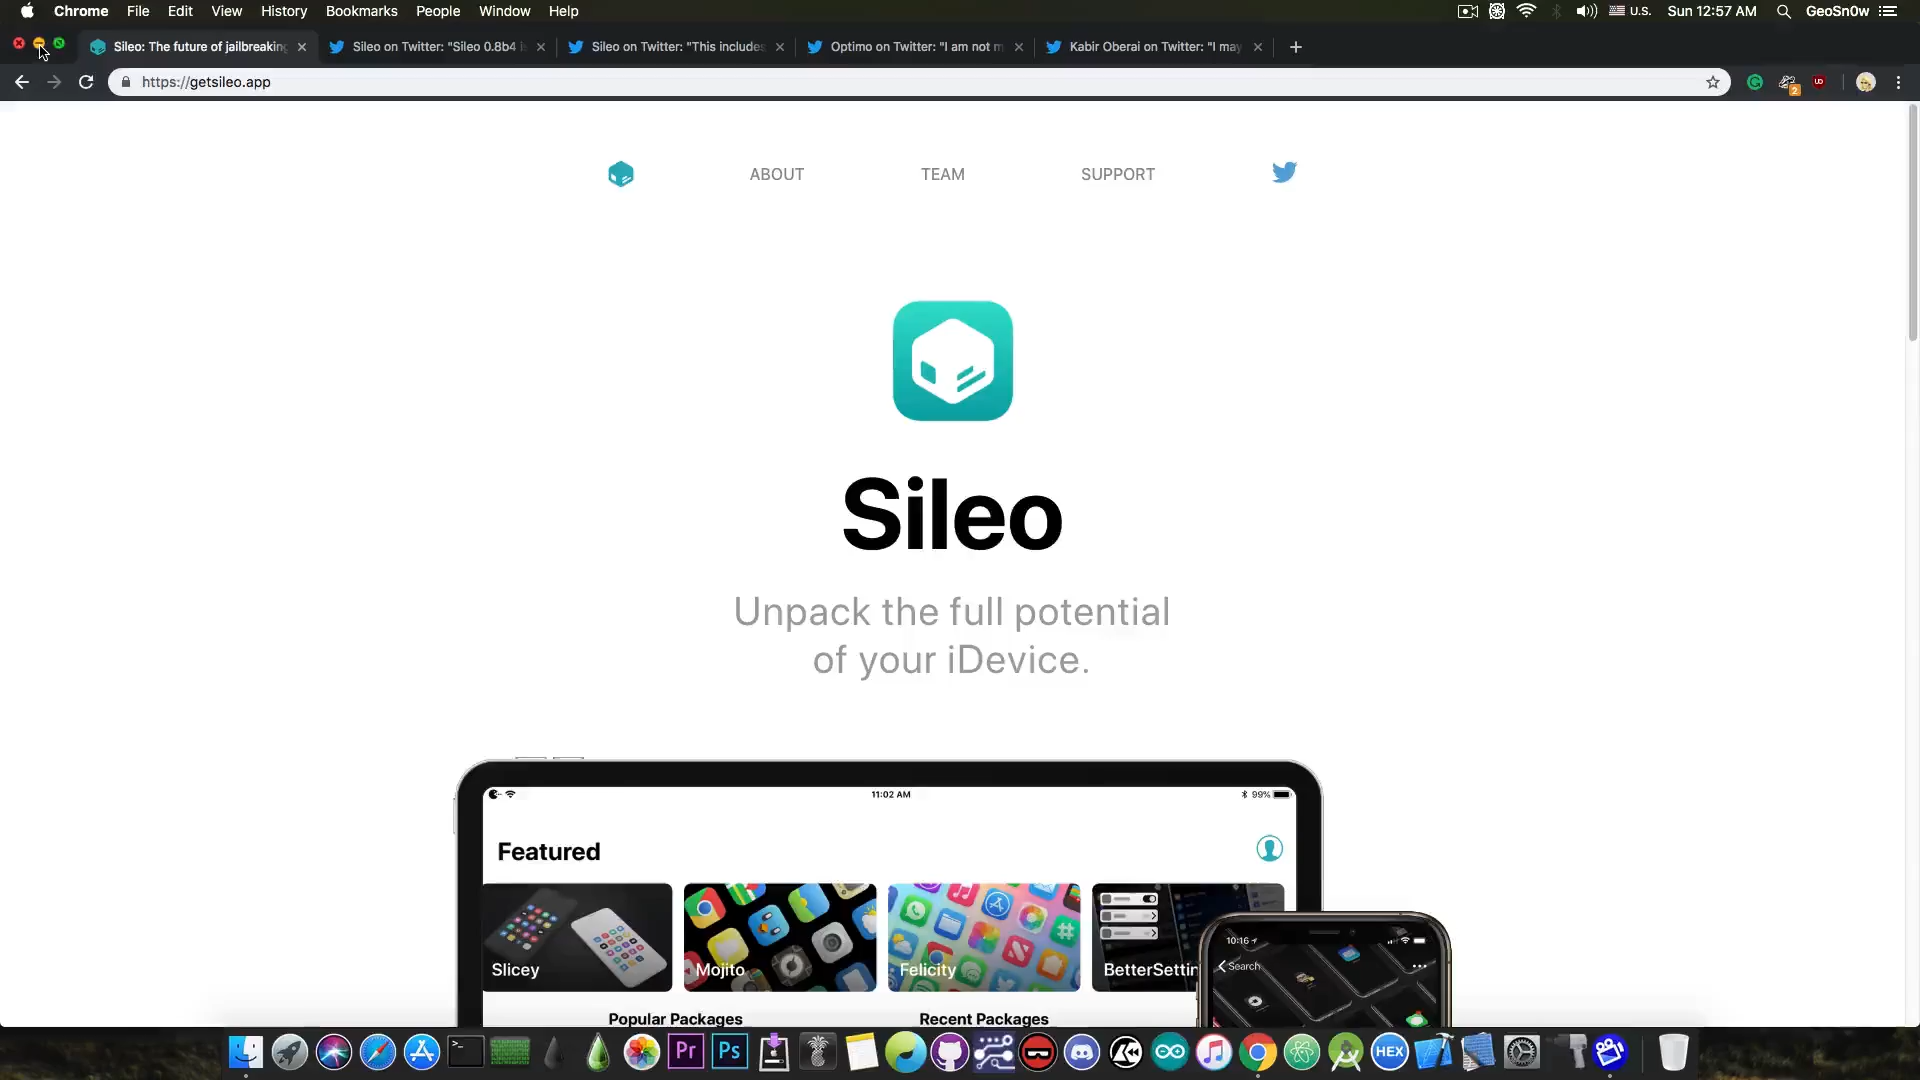 Chrome File Edit View History Bookmarks People Window Help U.S. Sun 12:57 AM GeoSn0w
Sileo: The future of jailbreaking Sileo on Twitter: "Sileo 0.8b4 Sileo on Twitter: "This includes Optimo on Twitter: "I am not Kabir Oberai on Twitter: "I may
https://getsileo.app
2
ABOUT TEAM SUPPORT
Sileo
Unpack the full potential
of your iDevice.
11:02 AM 99%
Featured
Slicey Mojito Felicity
10:16
Search
Popular Packages Recent Packages
Pr Ps HEX